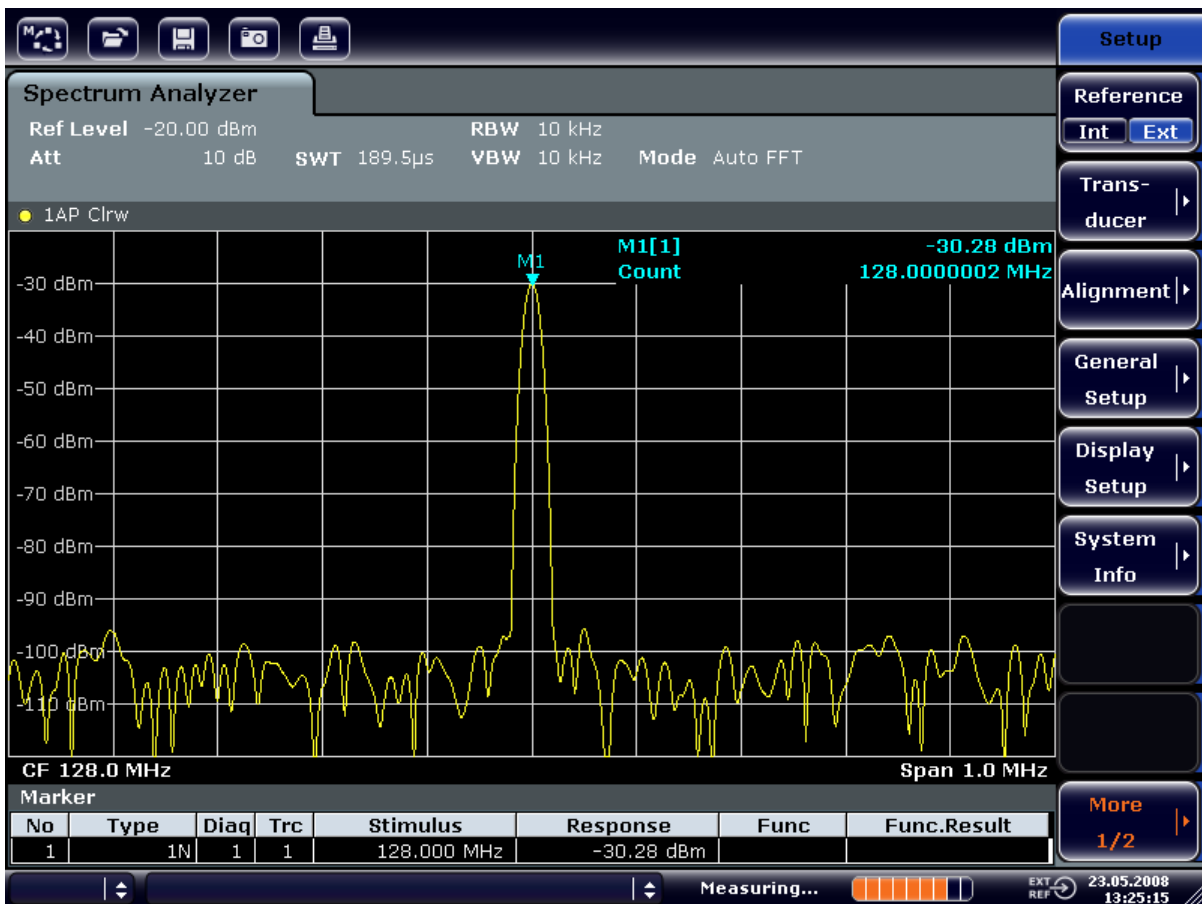 M
Setup
Spectrum Analyzer
Ref Level -20.00 dBm RBW 10 kHz
Att 10 dB SWT 189.5µs VBW 10 kHz Mode Auto FFT
1AP Clrw
M1[1] -30.28 dBm
Count 128.0000002 MHz
M1
-30 dBm
-40 dBm
-50 dBm
-60 dBm
-70 dBm
-80 dBm
-90 dBm
-100 dBm
-110 dBm
CF 128.0 MHz Span 1.0 MHz
Marker
No Type Diag Trc Stimulus Response Func Func.Result
1 1N 1 1 128.000 MHz -30.28 dBm
Measuring...
EXT REF
23.05.2008
13:25:15
Reference
Int Ext
Trans-
ducer
Alignment
General
Setup
Display
Setup
System
Info
More
1/2